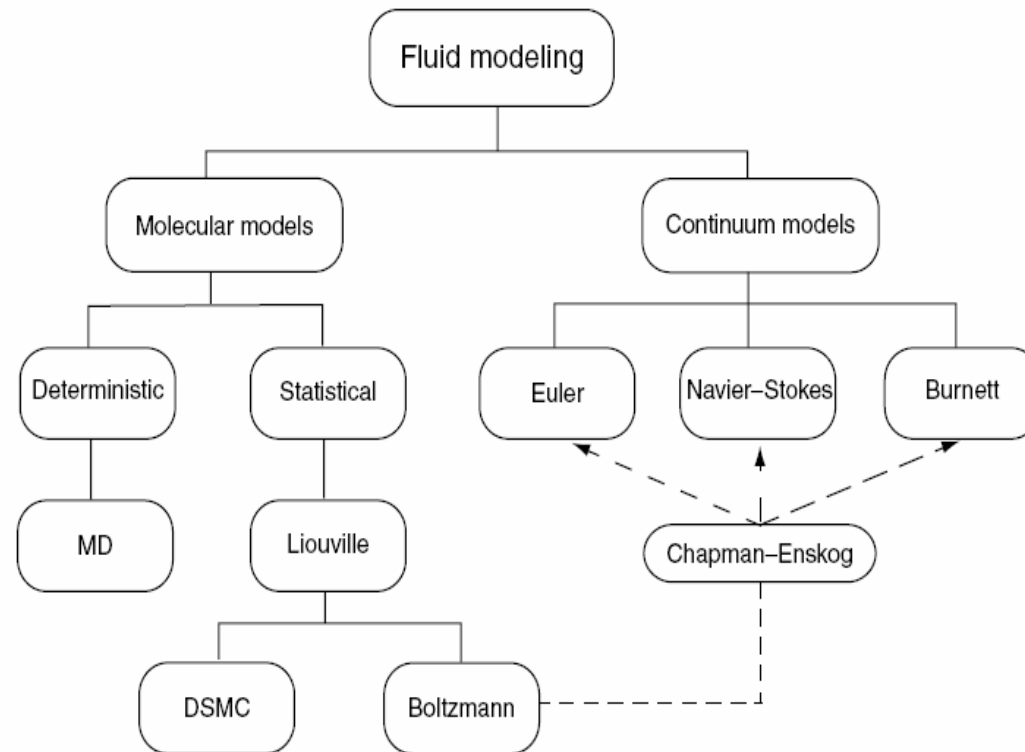 Fluid modeling
Molecular models
Continuum models
Deterministic
Statistical
Euler
Navier–Stokes
Burnett
MD
Liouville
Chapman–Enskog
DSMC
Boltzmann